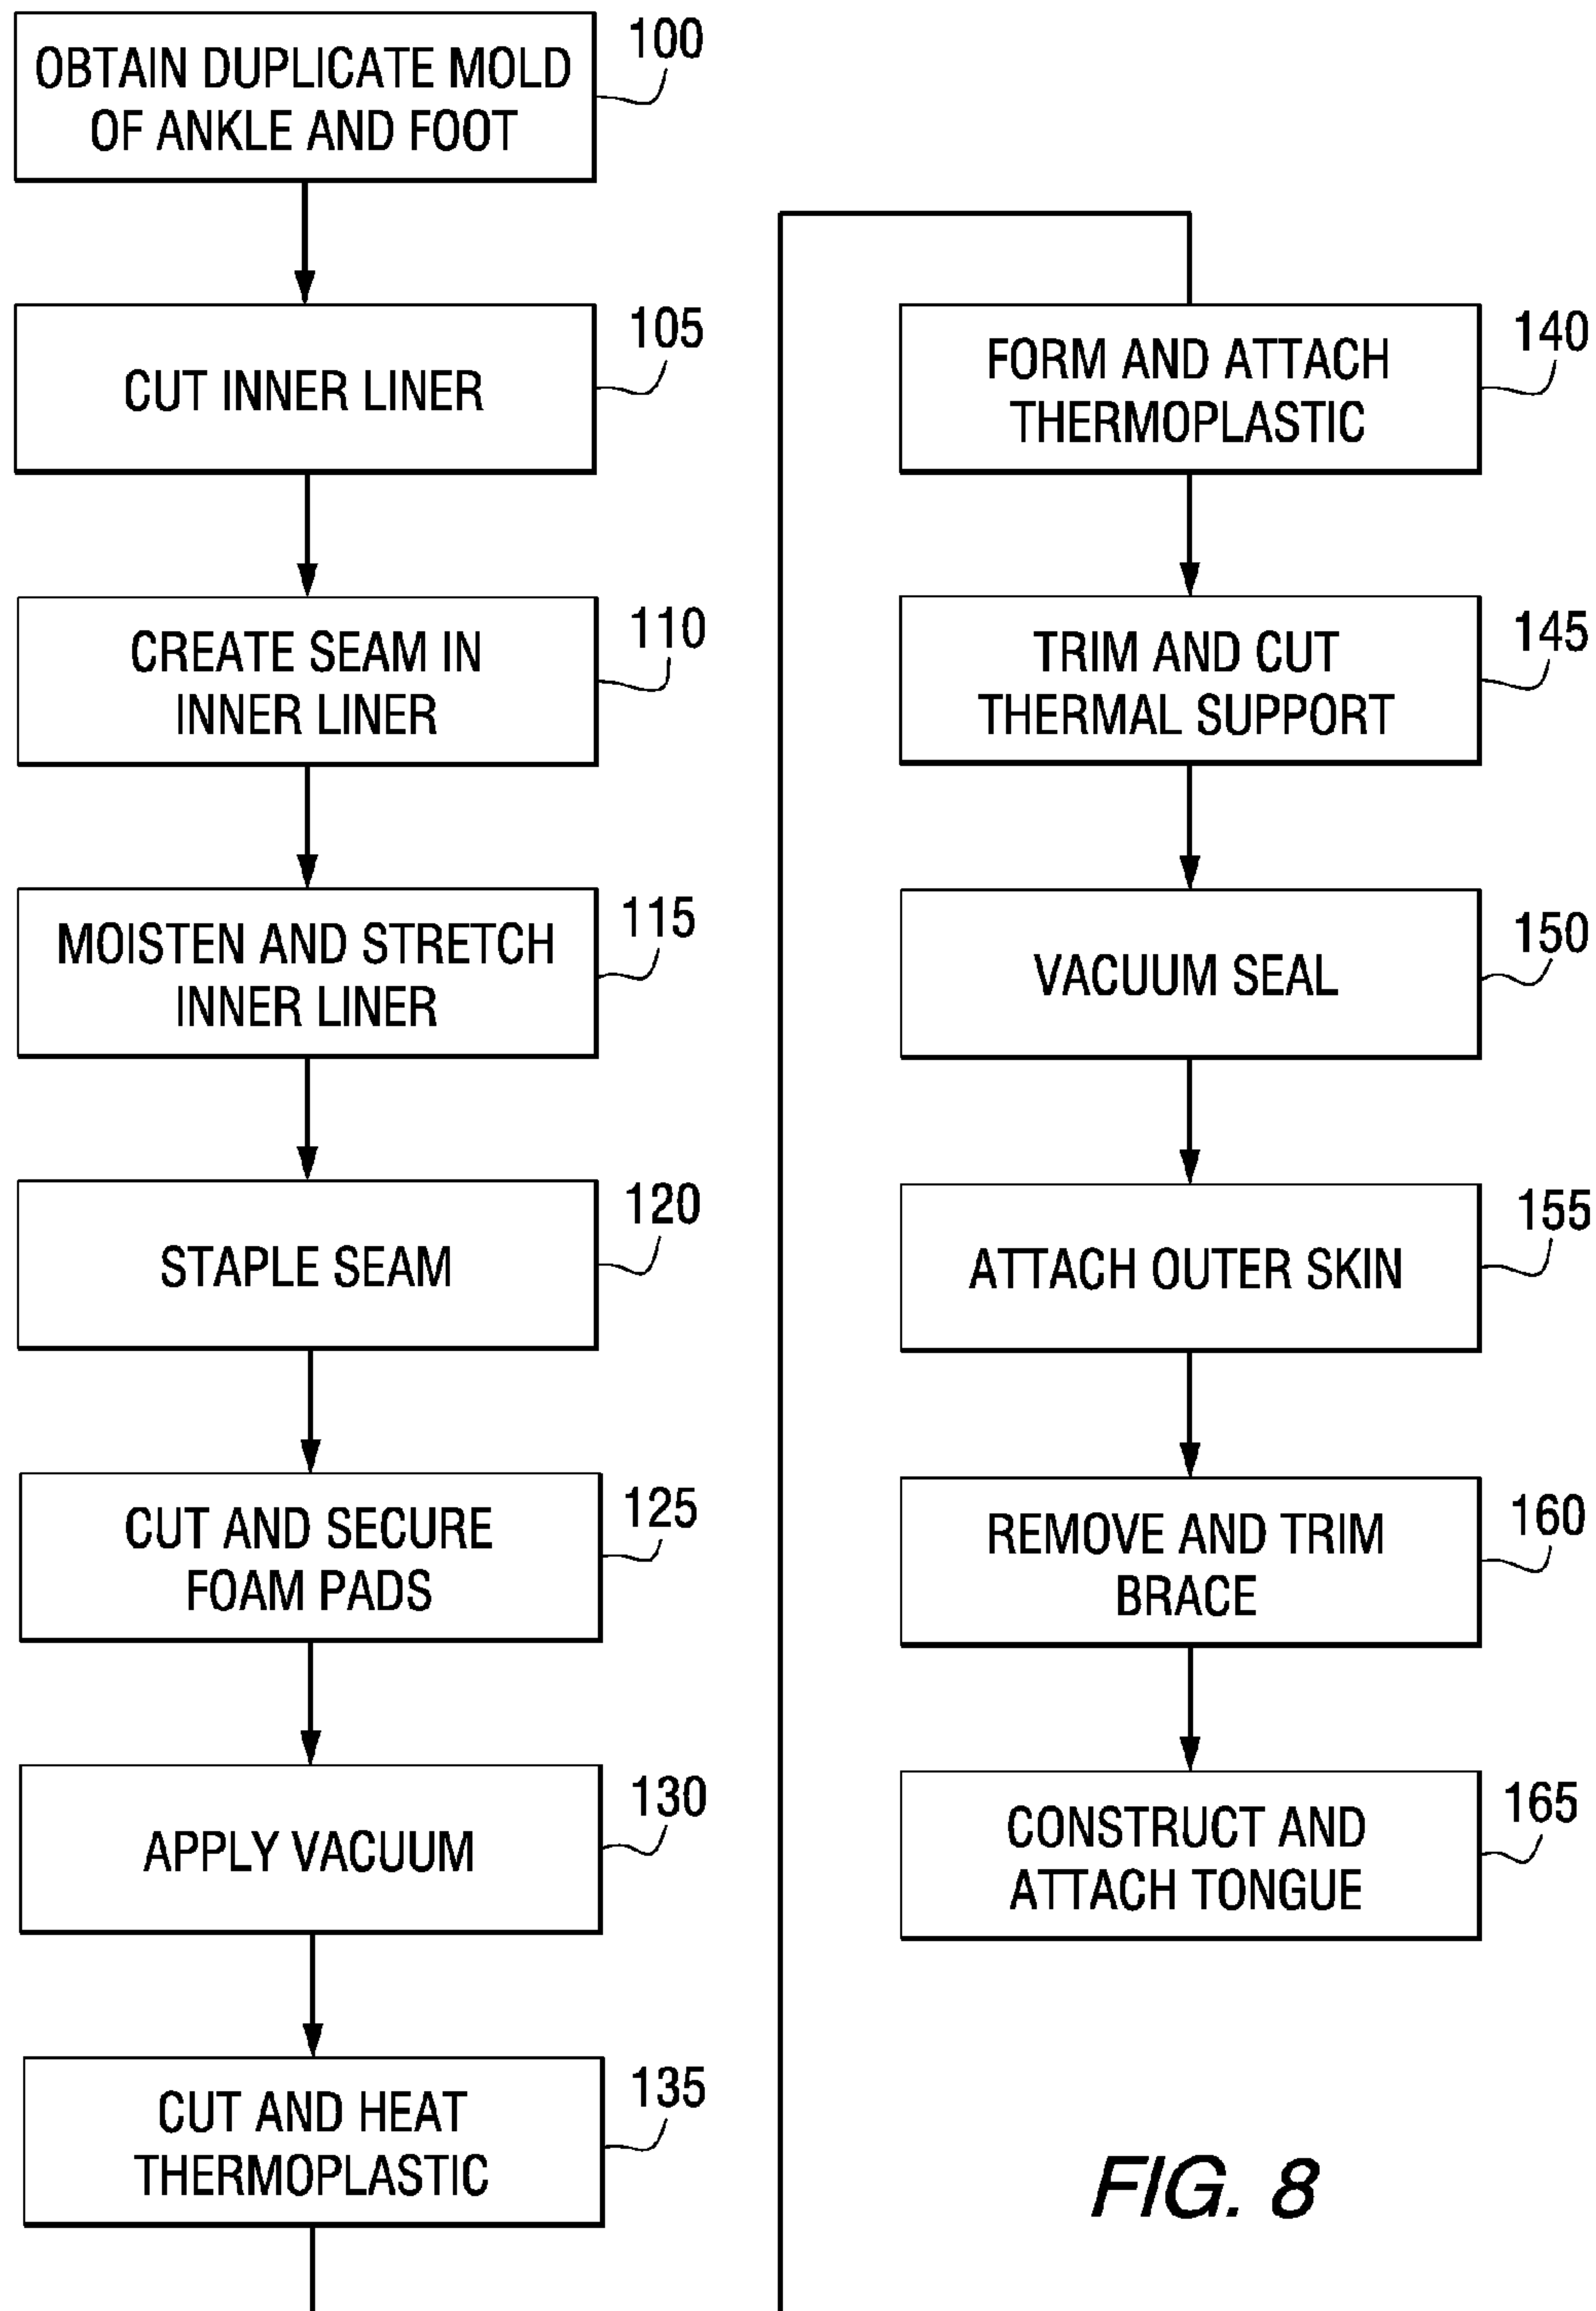 100
OBTAIN DUPLICATE MOLD
OF ANKLE AND FOOT
105
CUT INNER LINER
110
CREATE SEAM IN
INNER LINER
115
MOISTEN AND STRETCH
INNER LINER
120
STAPLE SEAM
125
CUT AND SECURE
FOAM PADS
130
APPLY VACUUM
135
CUT AND HEAT
THERMOPLASTIC
140
FORM AND ATTACH
THERMOPLASTIC
145
TRIM AND CUT
THERMAL SUPPORT
150
VACUUM SEAL
155
ATTACH OUTER SKIN
160
REMOVE AND TRIM
BRACE
165
CONSTRUCT AND
ATTACH TONGUE
FIG. 8